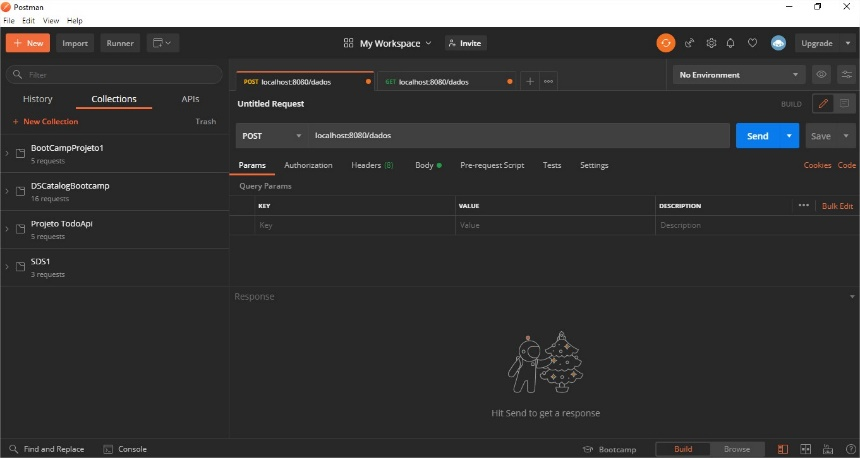 Postman
File Edit View Help
+ New Import Runner
My Workspace Invite
Upgrade
Filter
History Collections APIs
+ New Collection Trash
BootCampProjeto1
5 requests
DSCatalogBootcamp
16 requests
Projeto TodoApi
5 requests
SDS1
3 requests
POST localhost:8080/dados GET localhost:8080/dados + ••• No Environment
Untitled Request BUILD
POST localhost:8080/dados Send Save
Params Authorization Headers (8) Body Pre-request Script Tests Settings Cookies Code
Query Params
KEY VALUE DESCRIPTION ••• Bulk Edit
Key Value Description
Response
Hit Send to get a response
Find and Replace Console Bootcamp Build Browse